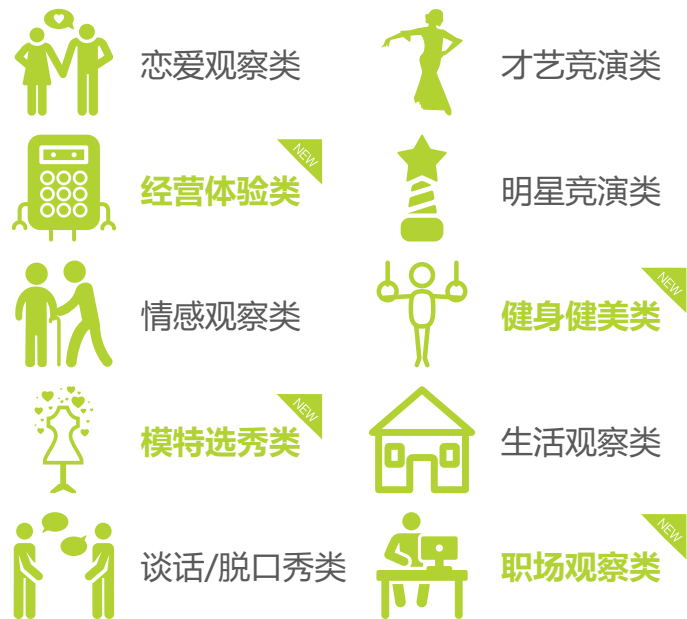 恋爱观察类
才艺竞演类
经营体验类
NEW
明星竞演类
情感观察类
健身健美类
NEW
模特选秀类
NEW
生活观察类
谈话/脱口秀类
职场观察类
NEW